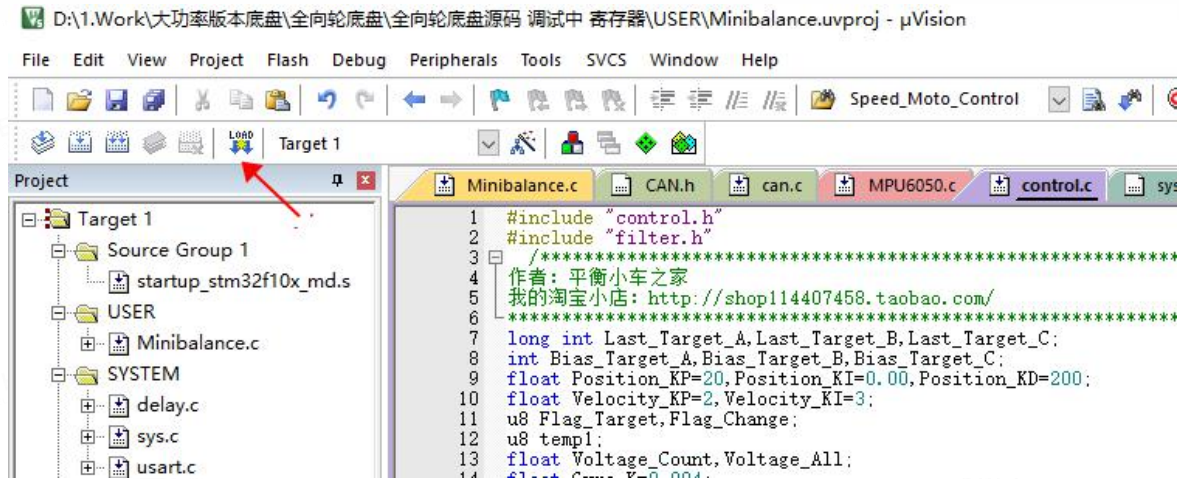 D:\1.Work\大功率版本底盘\全向轮底盘\全向轮底盘源码 调试中 寄存器\USER\Minibalance.uvproj - µVision
File Edit View Project Flash Debug Peripherals Tools SVCS Window Help
Speed_Moto_Control
LOAD Target 1
Project
Minibalance.c CAN.h can.c MPU6050.c control.c sys
Target 1
Source Group 1
startup_stm32f10x_md.s
USER
Minibalance.c
SYSTEM
delay.c
sys.c
usart.c
1 #include "control.h"
2 #include "filter.h"
3 /**************************************************************
4 作者：平衡小车之家
5 我的淘宝小店：http://shop114407458.taobao.com/
6 **************************************************************
7 long int Last_Target_A,Last_Target_B,Last_Target_C;
8 int Bias_Target_A,Bias_Target_B,Bias_Target_C;
9 float Position_KP=20,Position_KI=0.00,Position_KD=200;
10 float Velocity_KP=2,Velocity_KI=3;
11 u8 Flag_Target,Flag_Change;
12 u8 temp1;
13 float Voltage_Count,Voltage_All;
14 float